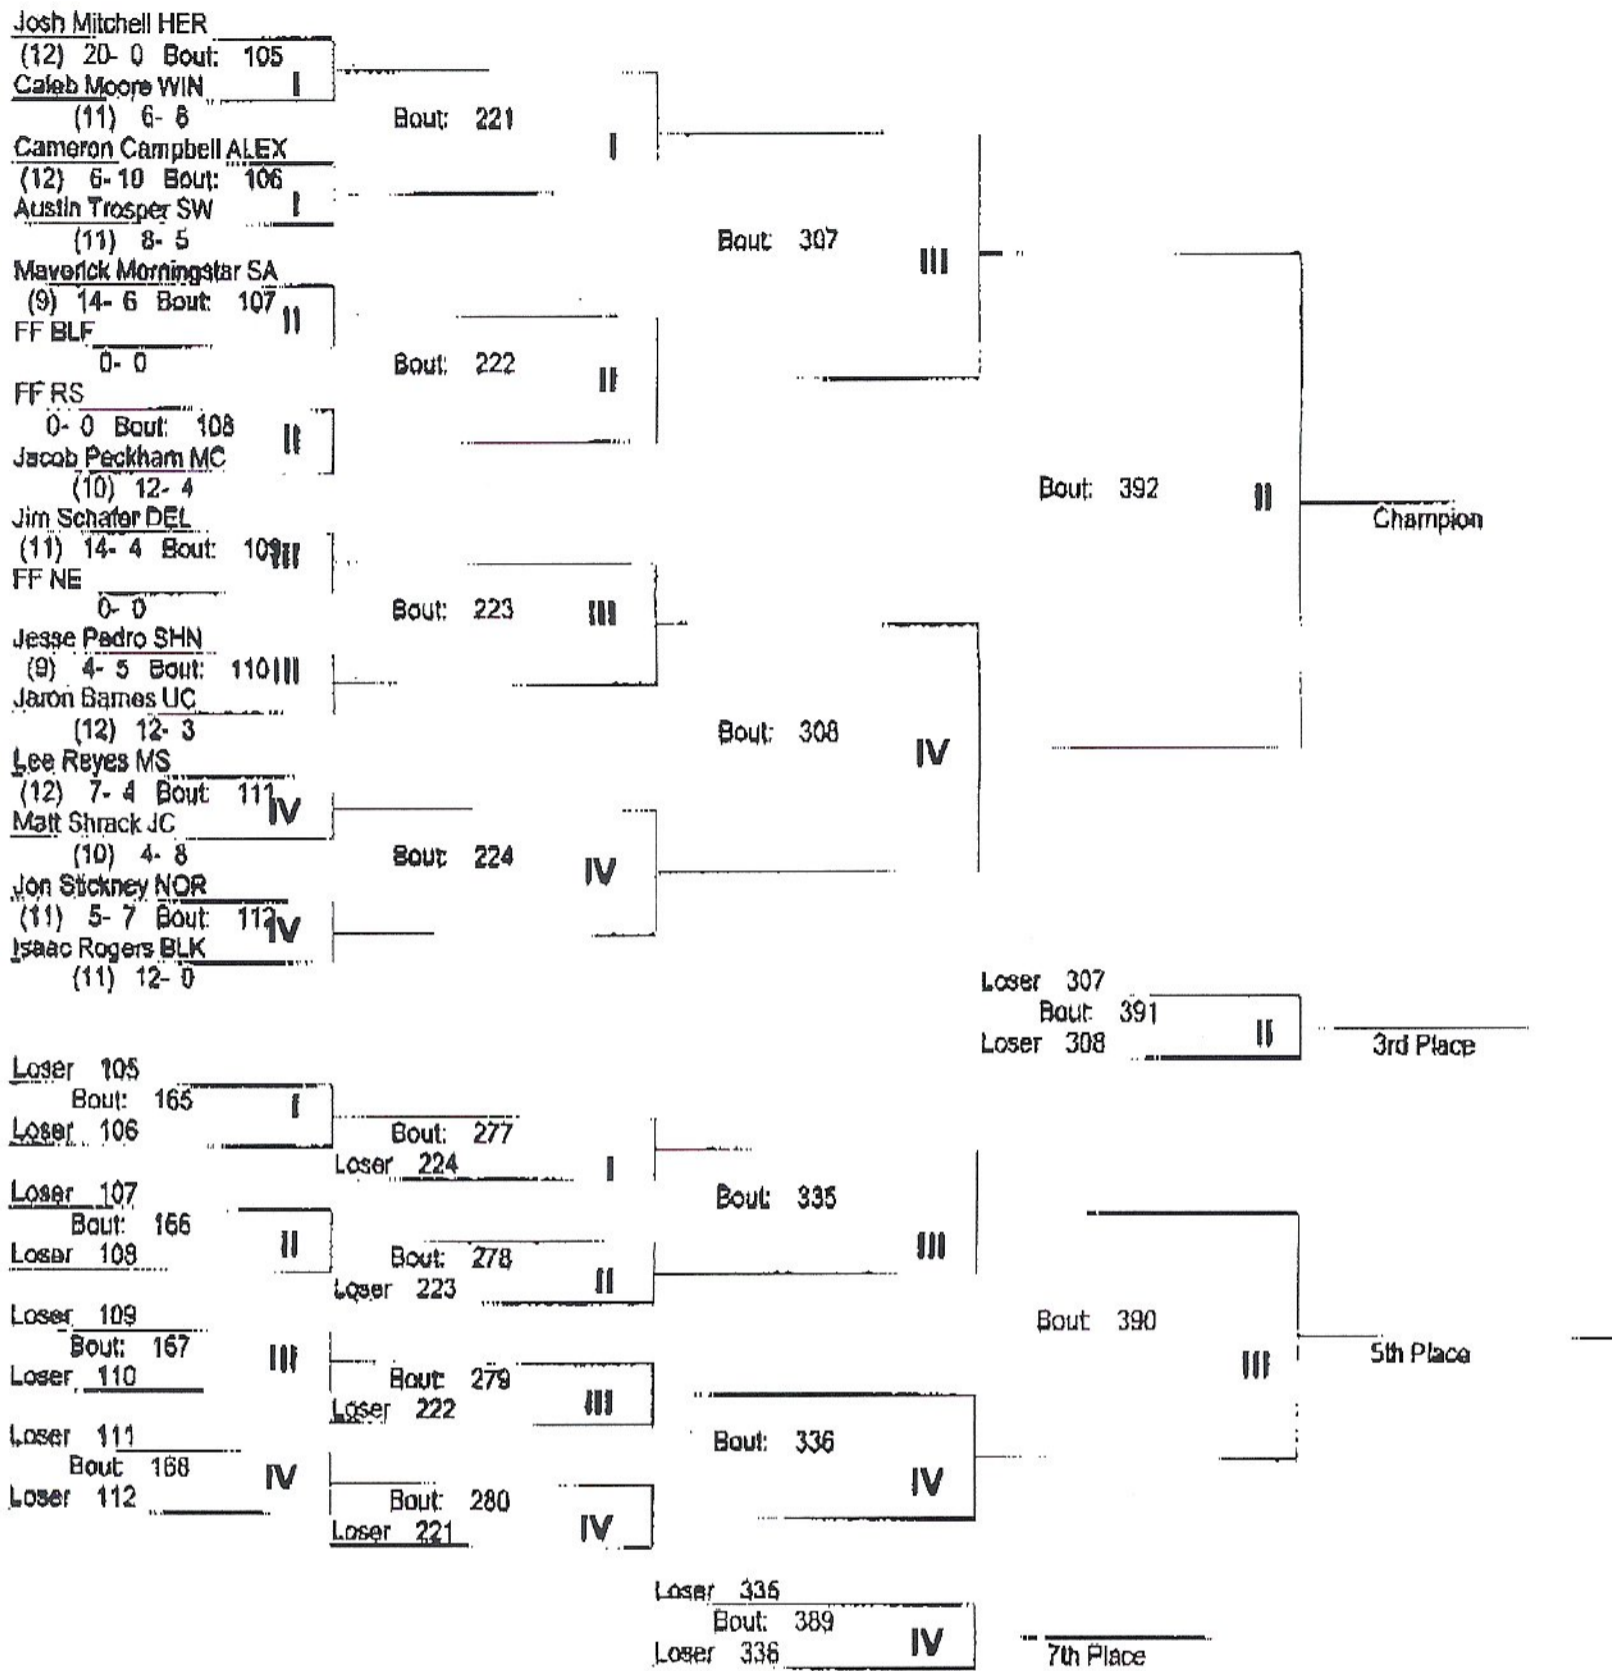 Josh Mitchell HER
(12) 20- 0 Bout: 105
I
Caleb Moore WIN
(11) 6- 8
Cameron Campbell ALEX
(12) 6-10 Bout: 106
I
Austin Trosper SW
(11) 8- 5
Maverick Morningstar SA
(9) 14- 6 Bout: 107
II
FF BLF
0- 0
FF RS
0- 0 Bout: 108
II
Jacob Peckham MC
(10) 12- 4
Jim Schafer DEL
(11) 14- 4 Bout: 109
III
FF NE
0- 0
Jesse Pedro SHN
(9) 4- 5 Bout: 110
III
Jaron Barnes UC
(12) 12- 3
Lee Reyes MS
(12) 7- 4 Bout: 111
IV
Matt Shrack JC
(10) 4- 8
Jon Stickney NOR
(11) 5- 7 Bout: 112
IV
Isaac Rogers BLK
(11) 12- 0
Bout: 221
I
Bout: 222
II
Bout: 223
III
Bout: 224
IV
Bout: 307
III
Bout: 308
IV
Bout: 392
II
Champion
Loser 307
Bout: 391
II
Loser 308
3rd Place
Loser 105
Bout: 165
I
Loser 106
Loser 107
Bout: 166
II
Loser 108
Loser 109
Bout: 167
III
Loser 110
Loser 111
Bout: 168
IV
Loser 112
Bout: 277
Loser 224
I
Bout: 278
Loser 223
II
Bout: 279
Loser 222
III
Bout: 280
Loser 221
IV
Bout: 335
III
Bout: 336
IV
Bout: 390
III
5th Place
Loser 335
Bout: 389
IV
Loser 336
7th Place